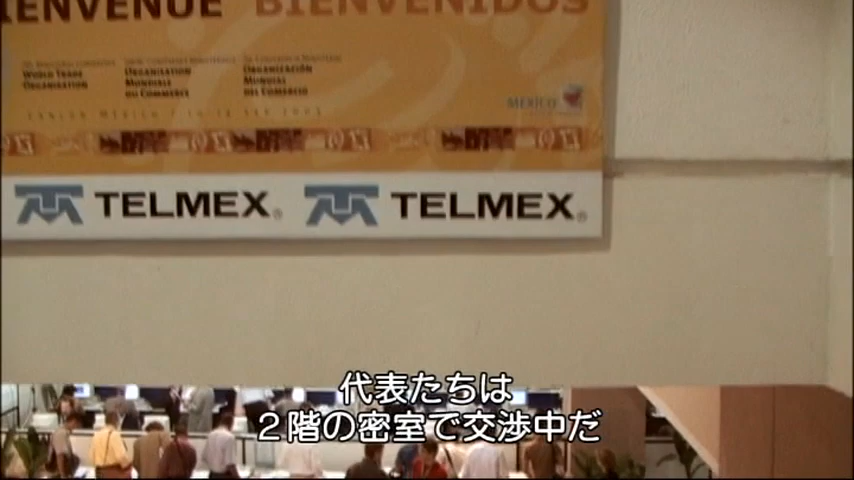 IENVENUE BIENVENIDOS
WORLD TRADE ORGANISATION
MONDIALE DU COMMERCE
ORGANIZACIÓN MUNDIAL DEL COMERCIO
MÉXICO
TELMEX® TELMEX®
代表たちは
２階の密室で交渉中だ